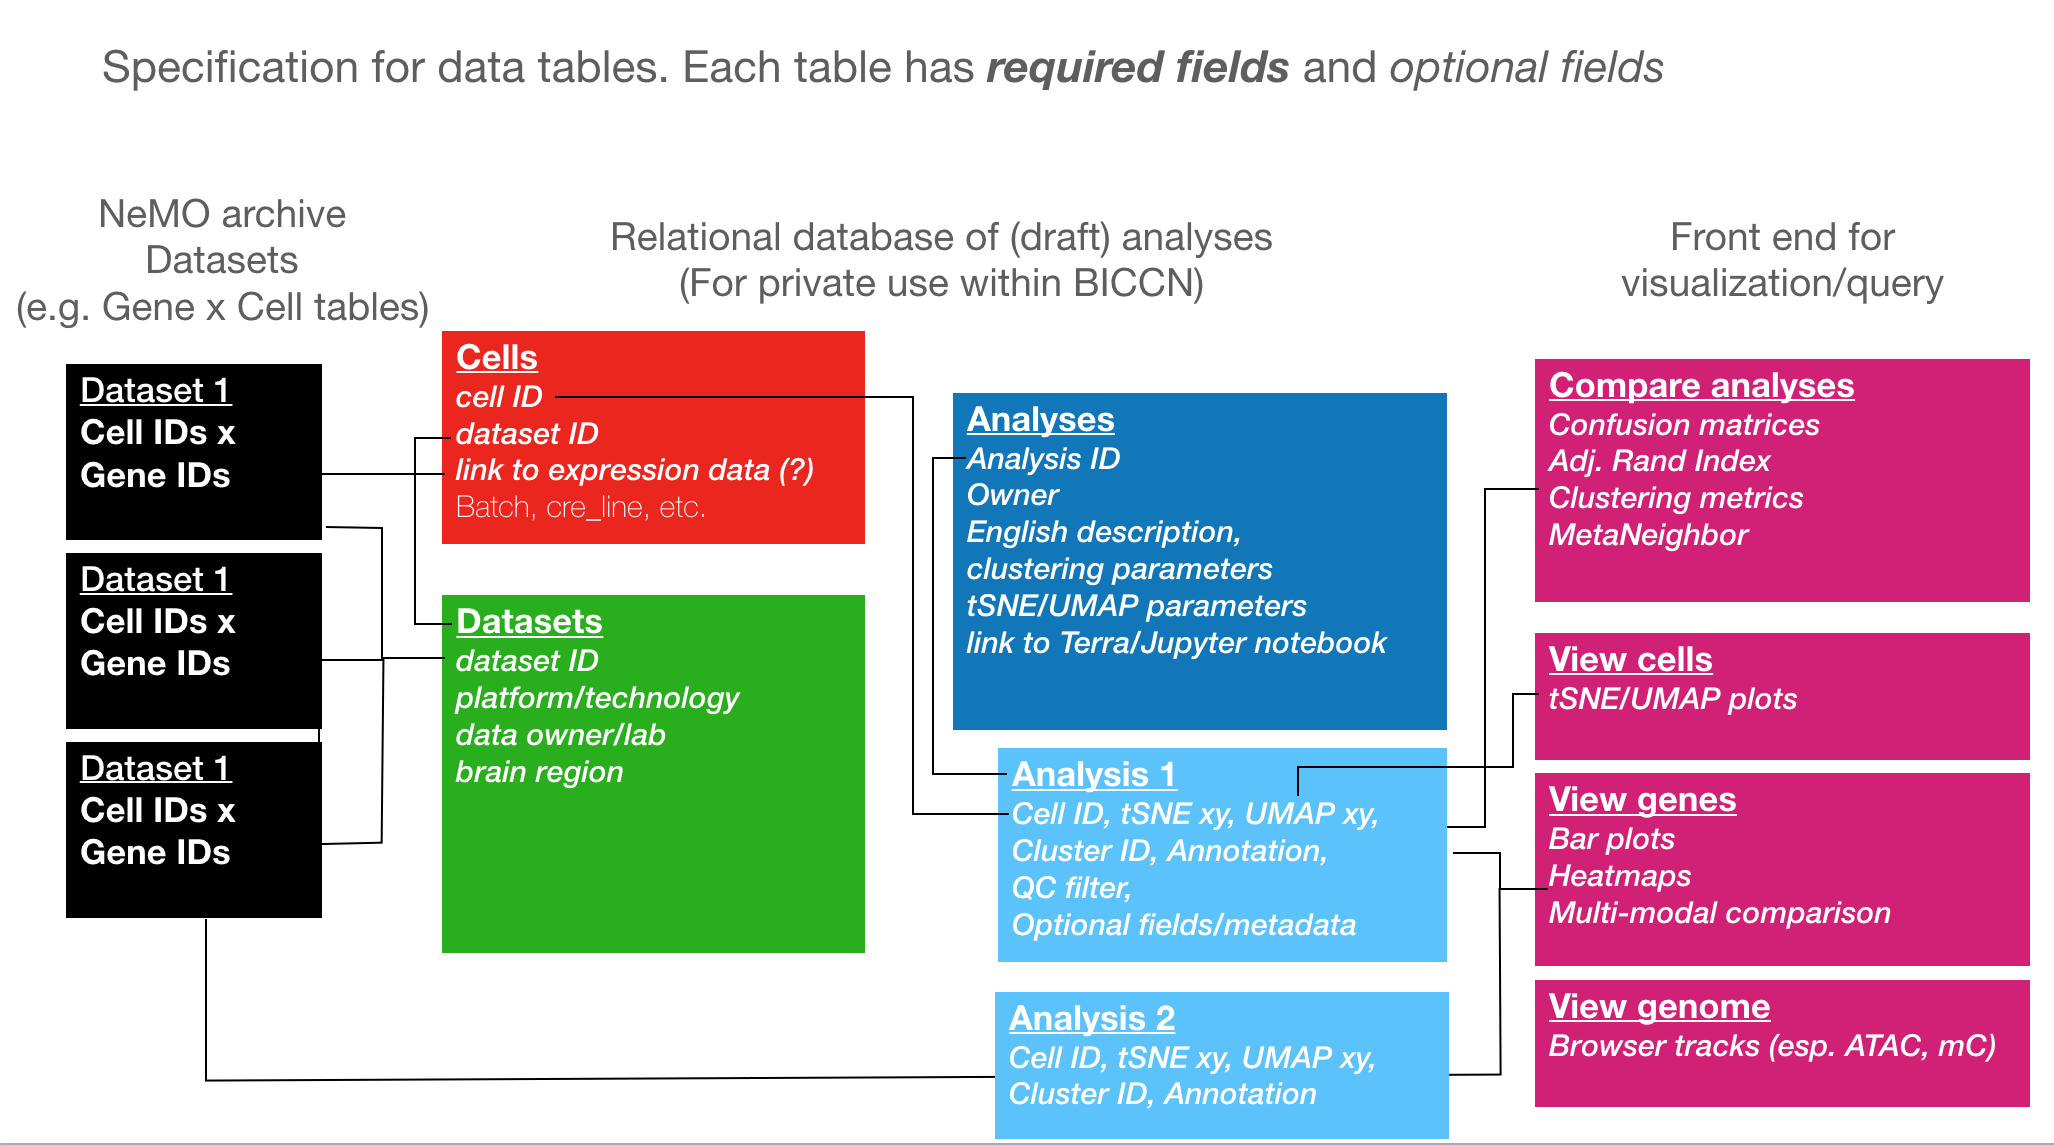 Specification for data tables. Each table has required fields and optional fields
NeMO archive
Datasets
(e.g. Gene x Cell tables)
Relational database of (draft) analyses
(For private use within BICCN)
Front end for
visualization/query
Dataset 1
Cell IDs x
Gene IDs
Dataset 1
Cell IDs x
Gene IDs
Dataset 1
Cell IDs x
Gene IDs
Cells
cell ID
dataset ID
link to expression data (?)
Batch, cre_line, etc.
Datasets
dataset ID
platform/technology
data owner/lab
brain region
Analyses
Analysis ID
Owner
English description,
clustering parameters
tSNE/UMAP parameters
link to Terra/Jupyter notebook
Analysis 1
Cell ID, tSNE xy, UMAP xy,
Cluster ID, Annotation,
QC filter,
Optional fields/metadata
Analysis 2
Cell ID, tSNE xy, UMAP xy,
Cluster ID, Annotation
Compare analyses
Confusion matrices
Adj. Rand Index
Clustering metrics
MetaNeighbor
View cells
tSNE/UMAP plots
View genes
Bar plots
Heatmaps
Multi-modal comparison
View genome
Browser tracks (esp. ATAC, mC)